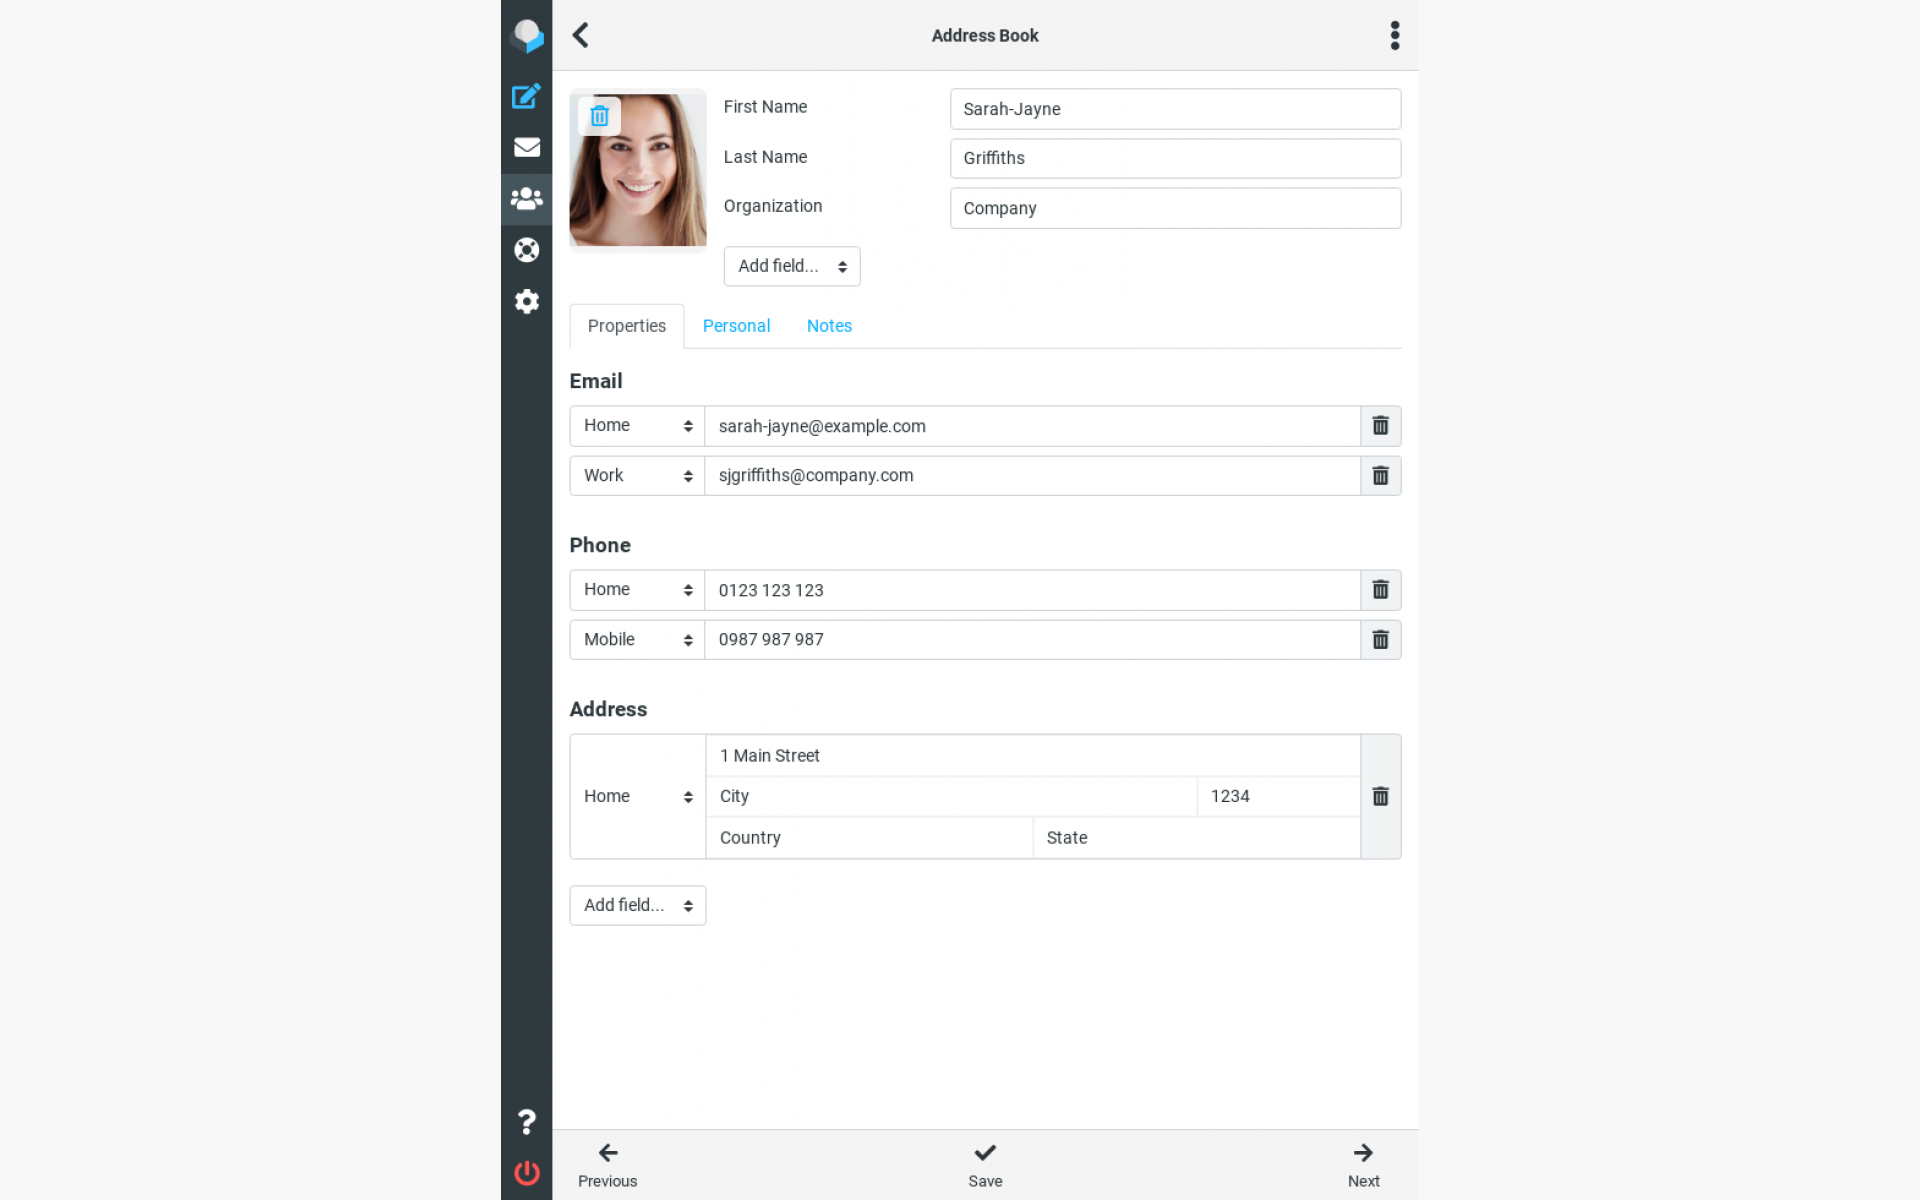 Address Book
First Name
Sarah-Jayne
Last Name
Griffiths
Organization
Company
Add field...
Properties
Personal
Notes
Email
Home
sarah-jayne@example.com
Work
sjgriffiths@company.com
Phone
Home
0123 123 123
Mobile
0987 987 987
Address
1 Main Street
Home
City
1234
Country
State
Add field...
?
Previous
Save
Next